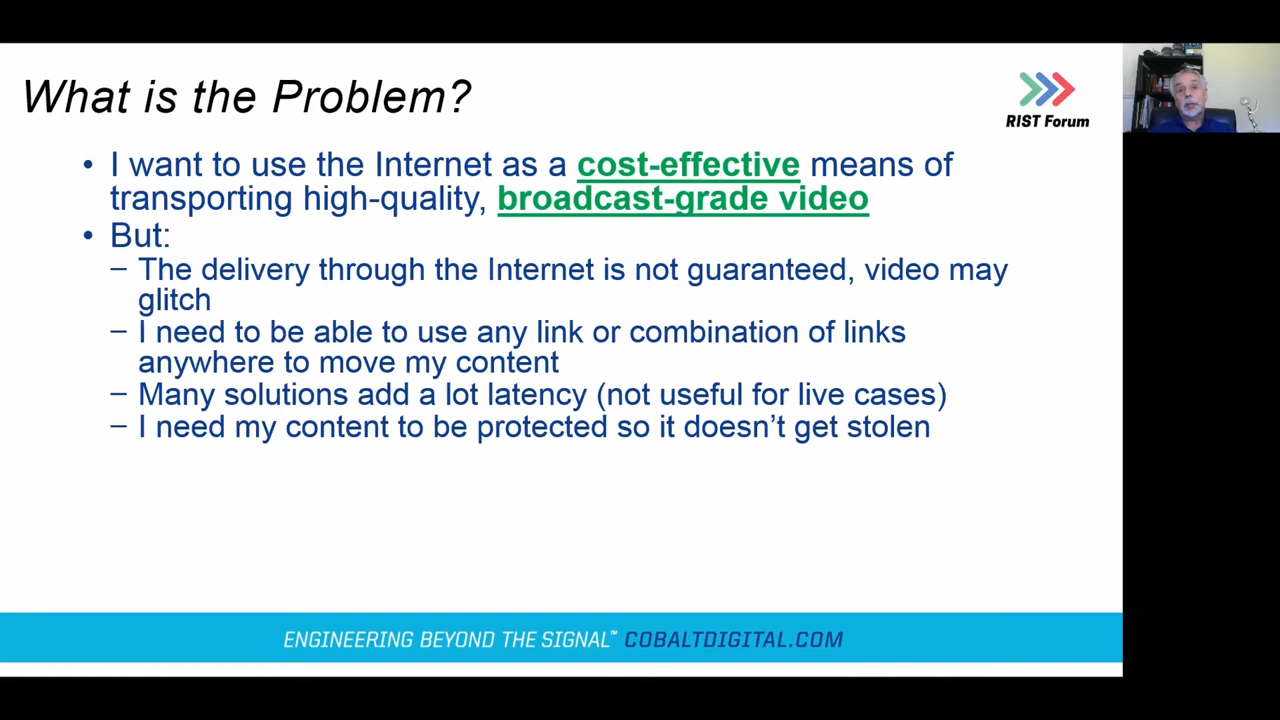 What is the Problem?
RIST Forum
• I want to use the Internet as a cost-effective means of
transporting high-quality, broadcast-grade video
• But:
– The delivery through the Internet is not guaranteed, video may
glitch
– I need to be able to use any link or combination of links
anywhere to move my content
– Many solutions add a lot latency (not useful for live cases)
– I need my content to be protected so it doesn’t get stolen
ENGINEERING BEYOND THE SIGNAL™ COBALTDIGITAL.COM